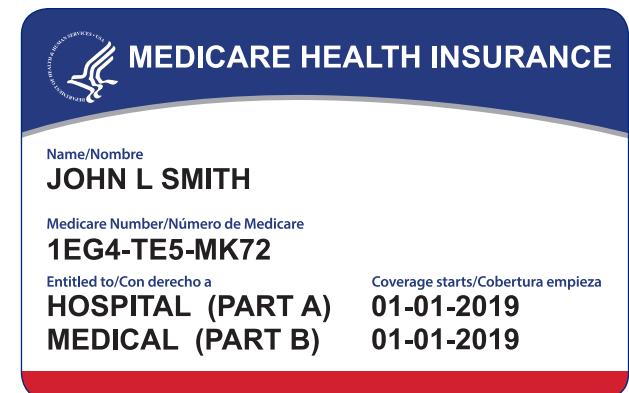 MEDICARE HEALTH INSURANCE
Name/Nombre
JOHN L SMITH
Medicare Number/Número de Medicare
1EG4-TE5-MK72
Entitled to/Con derecho a Coverage starts/Cobertura empieza
HOSPITAL (PART A) 01-01-2019
MEDICAL (PART B) 01-01-2019